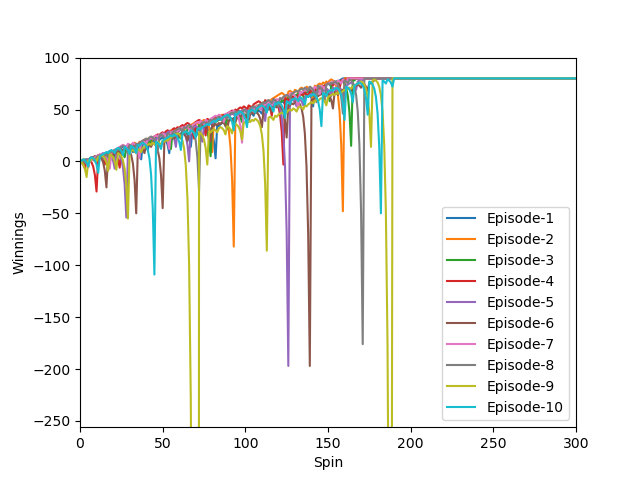 Winnings
100
50
0
−50
−100
−150
−200
−250
0 50 100 150 200 250 300
Spin
Episode-1
Episode-2
Episode-3
Episode-4
Episode-5
Episode-6
Episode-7
Episode-8
Episode-9
Episode-10